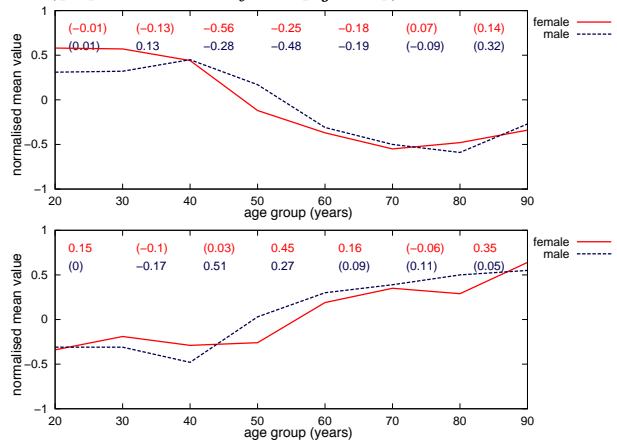 (−0.01) (−0.13) −0.56 −0.25 −0.18 (0.07) (0.14) female
(0.01) 0.13 −0.28 −0.48 −0.19 (−0.09) (0.32) male
1
0.5
0
−0.5
−1
normalised mean value
20 30 40 50 60 70 80 90
age group (years)
0.15 (−0.1) (0.03) 0.45 0.16 (−0.06) 0.35 female
(0) −0.17 0.51 0.27 (0.09) (0.11) (0.05) male
1
0.5
0
−0.5
−1
normalised mean value
20 30 40 50 60 70 80 90
age group (years)